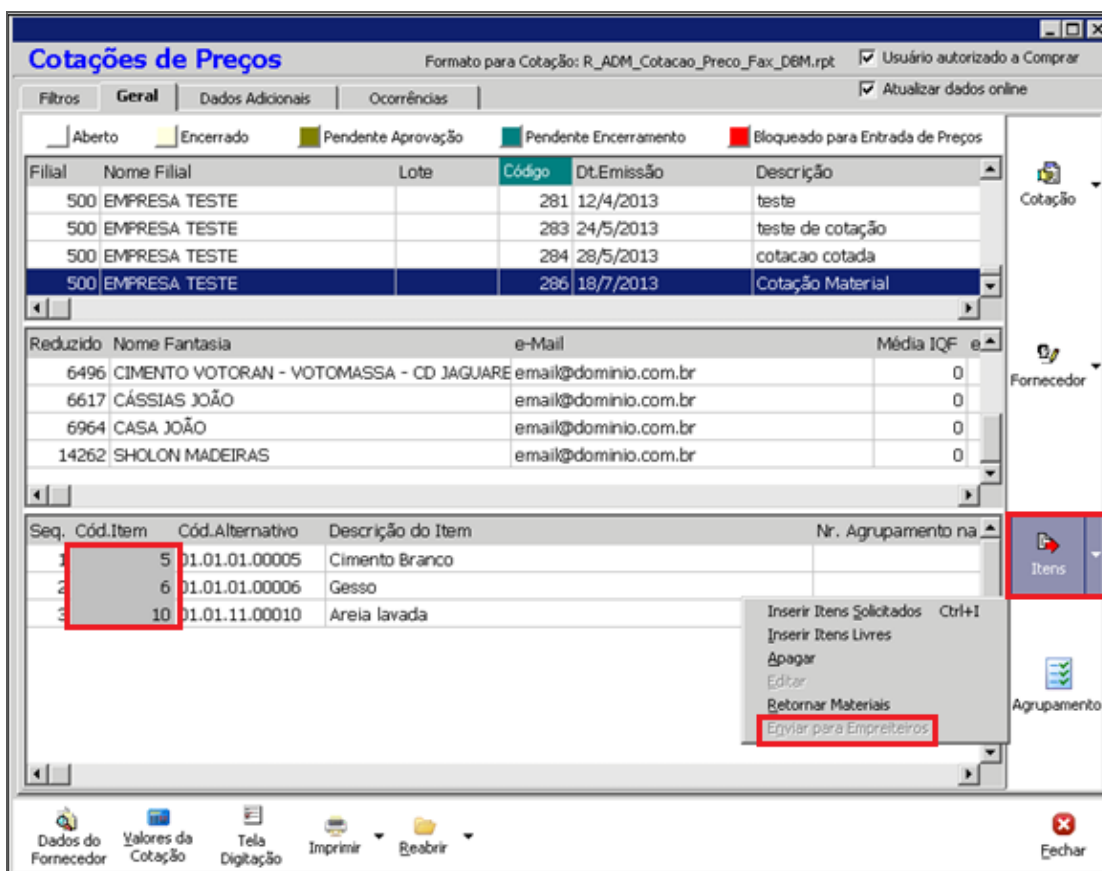 Cotações de Preços Formato para Cotação: R_ADM_Cotacao_Preco_Fax_DBM.rpt Usuário autorizado a Comprar
Filtros Geral Dados Adicionais Ocorrências Atualizar dados online
Aberto Encerrado Pendente Aprovação Pendente Encerramento Bloqueado para Entrada de Preços
Filial Nome Filial Lote Código Dt.Emissão Descrição
500 EMPRESA TESTE 281 12/4/2013 teste
500 EMPRESA TESTE 283 24/5/2013 teste de cotação
500 EMPRESA TESTE 284 28/5/2013 cotacao cotada
500 EMPRESA TESTE 286 18/7/2013 Cotação Material
Cotação
Reduzido Nome Fantasia e-Mail Média IQF e
6496 CIMENTO VOTORAN - VOTOMASSA - CD JAGUARE email@dominio.com.br 0
6617 CÁSSIAS JOÃO email@dominio.com.br 0
6964 CASA JOÃO email@dominio.com.br 0
14262 SHOLON MADEIRAS email@dominio.com.br 0
Fornecedor
Seq. Cód.Item Cód.Alternativo Descrição do Item Nr. Agrupamento na
1 5 01.01.01.00005 Cimento Branco
2 6 01.01.01.00006 Gesso
3 10 01.01.11.00010 Areia lavada
Itens
Inserir Itens Solicitados Ctrl+I
Inserir Itens Livres
Apagar
Editar
Retornar Materiais
Enviar para Empreiteiros
Agrupamento
Dados do Fornecedor
Valores da Cotação
Tela Digitação
Imprimir
Reabrir
Fechar